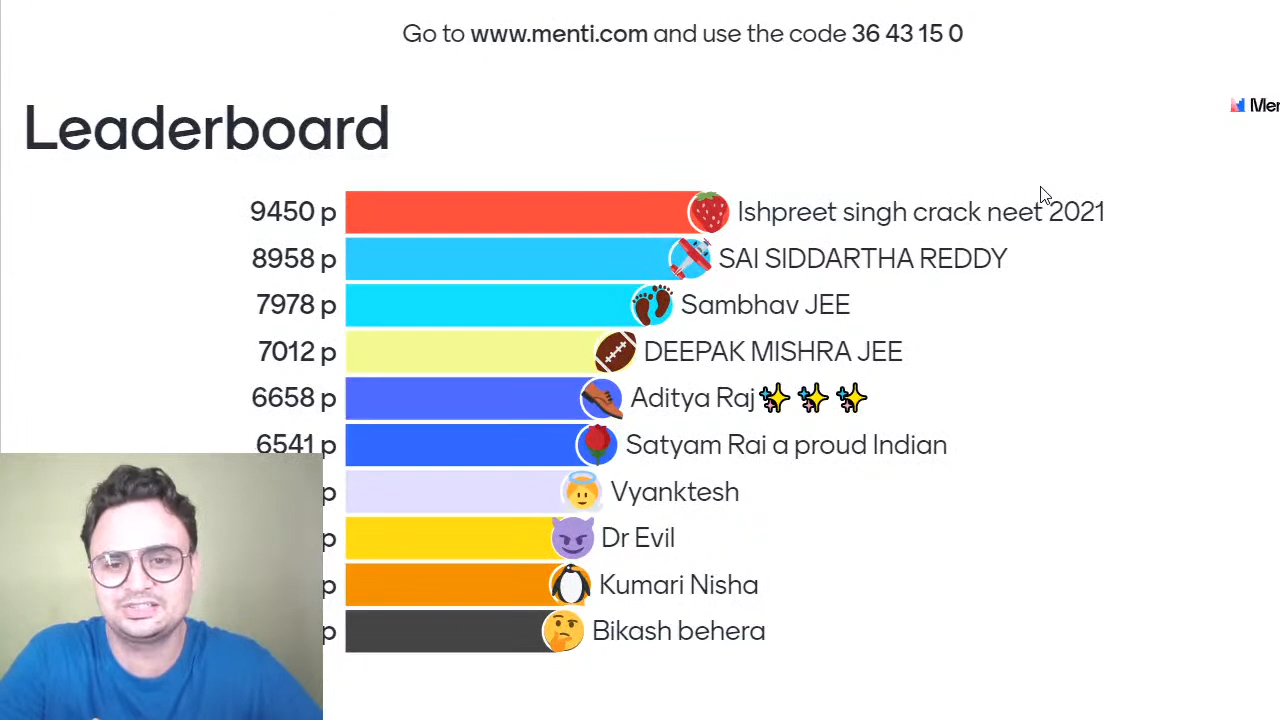 Go to www.menti.com and use the code 36 43 15 0
Leaderboard
9450 p Ishpreet singh crack neet 2021
8958 p SAI SIDDARTHA REDDY
7978 p Sambhav JEE
7012 p DEEPAK MISHRA JEE
6658 p Aditya Raj✨ ✨ ✨
6541 p Satyam Rai a proud Indian
p Vyanktesh
p Dr Evil
p Kumari Nisha
p Bikash behera